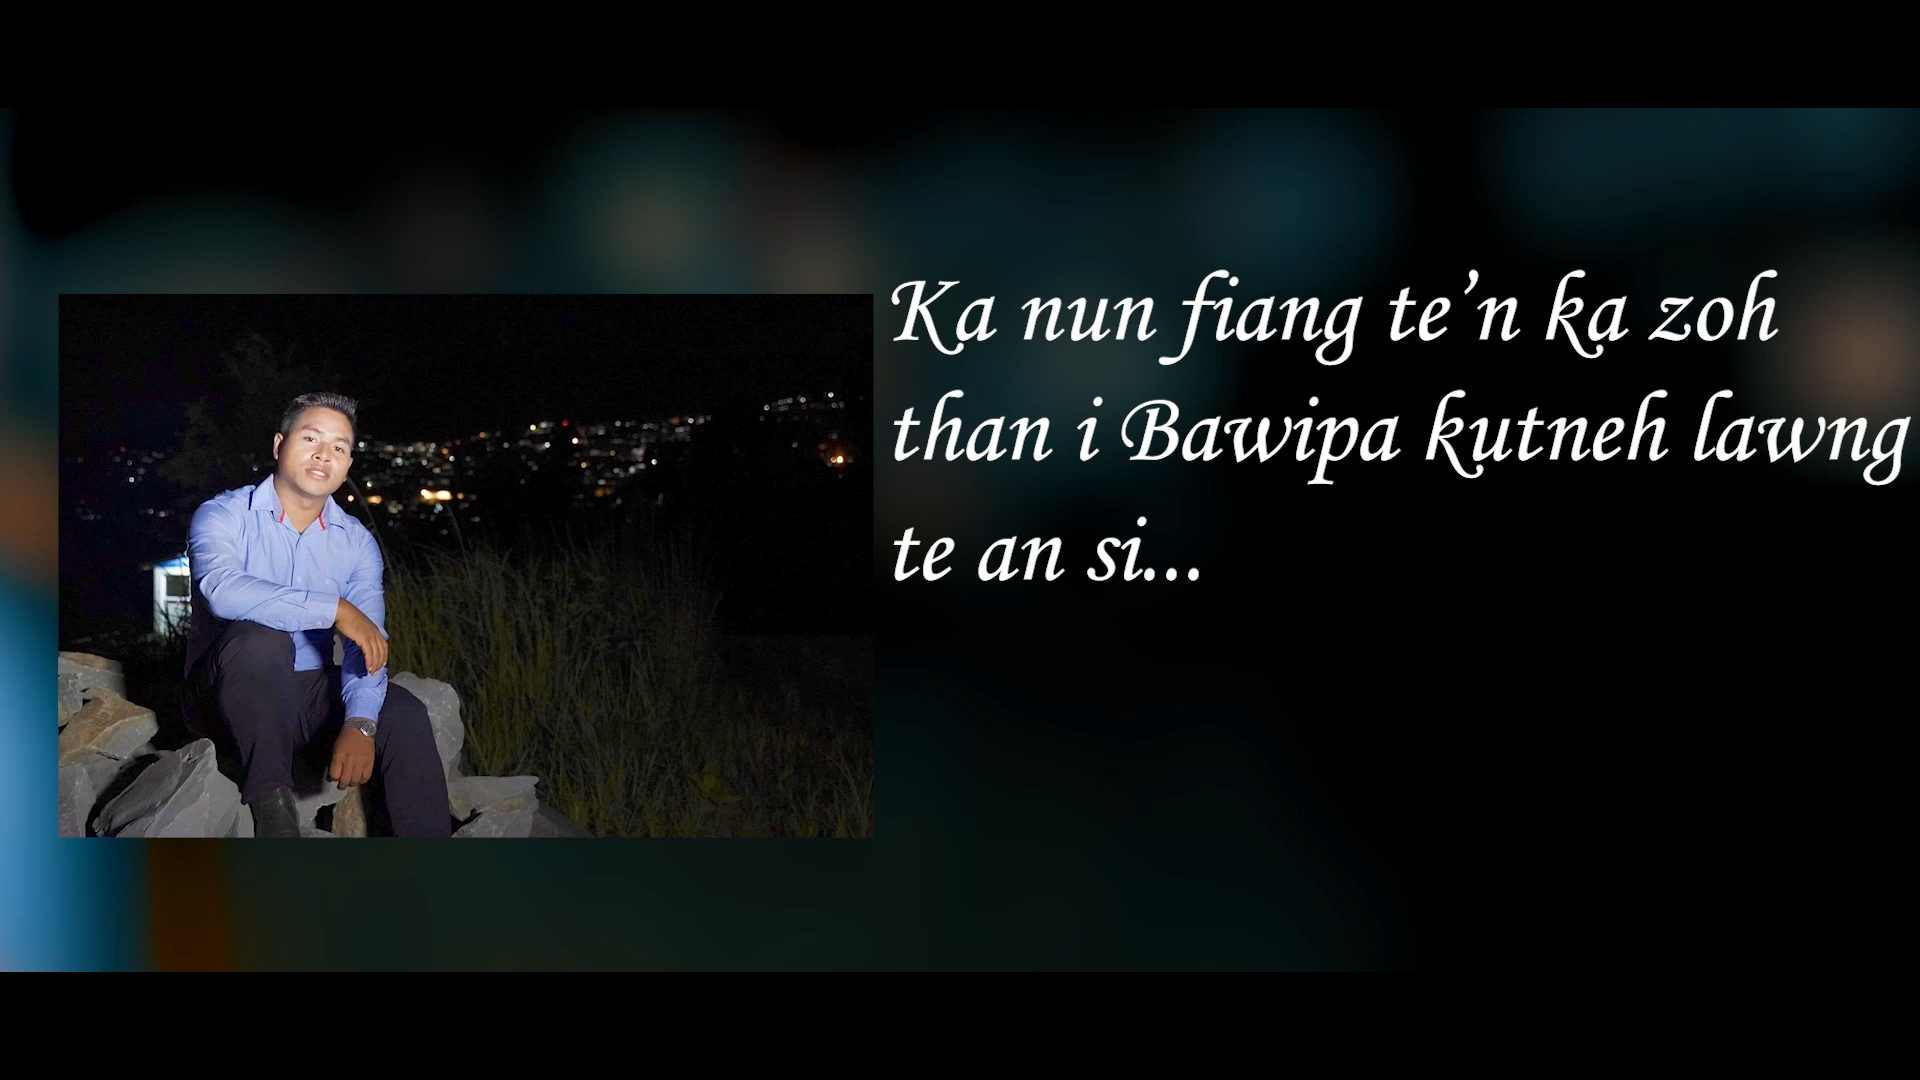 Ka nun fiang te’n ka zoh
than i Bawipa kutneh lawng
te an si...